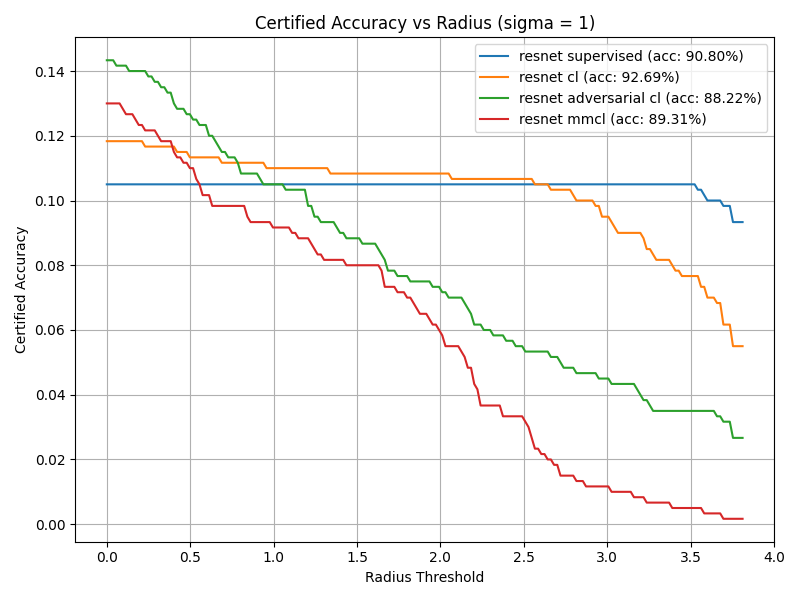 Certified Accuracy vs Radius (sigma = 1)
resnet supervised (acc: 90.80%)
resnet cl (acc: 92.69%)
resnet adversarial cl (acc: 88.22%)
resnet mmcl (acc: 89.31%)
Certified Accuracy
0.14
0.12
0.10
0.08
0.06
0.04
0.02
0.00
0.0 0.5 1.0 1.5 2.0 2.5 3.0 3.5 4.0
Radius Threshold